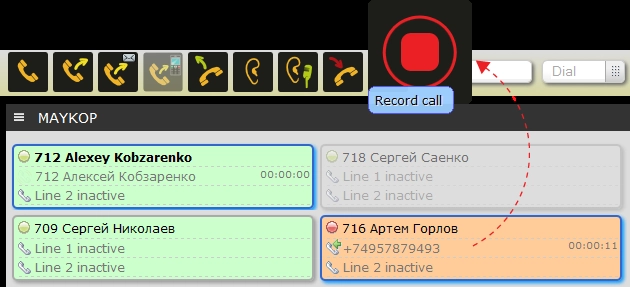 Dial
Record call
MAYKOP
712 Alexey Kobzarenko
712 Алексей Кобзаренко 00:00:00
Line 2 inactive
718 Сергей Саенко
Line 1 inactive
Line 2 inactive
709 Сергей Николаев
Line 1 inactive
Line 2 inactive
716 Артем Горлов
+74957879493 00:00:11
Line 2 inactive